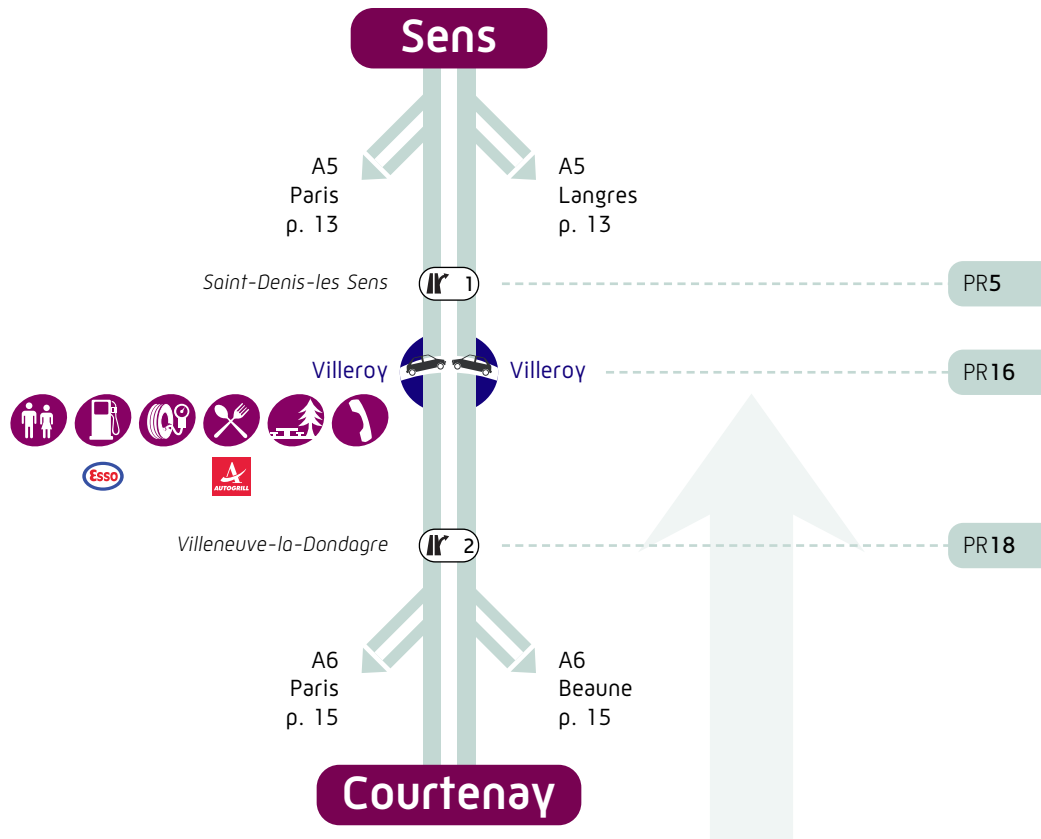 Sens
A5
Paris
p. 13
A5
Langres
p. 13
Saint-Denis-les Sens
1
PR5
Villeroy
Villeroy
PR16
Esso
AUTOGRILL
Villeneuve-la-Dondagre
2
PR18
A6
Paris
p. 15
A6
Beaune
p. 15
Courtenay